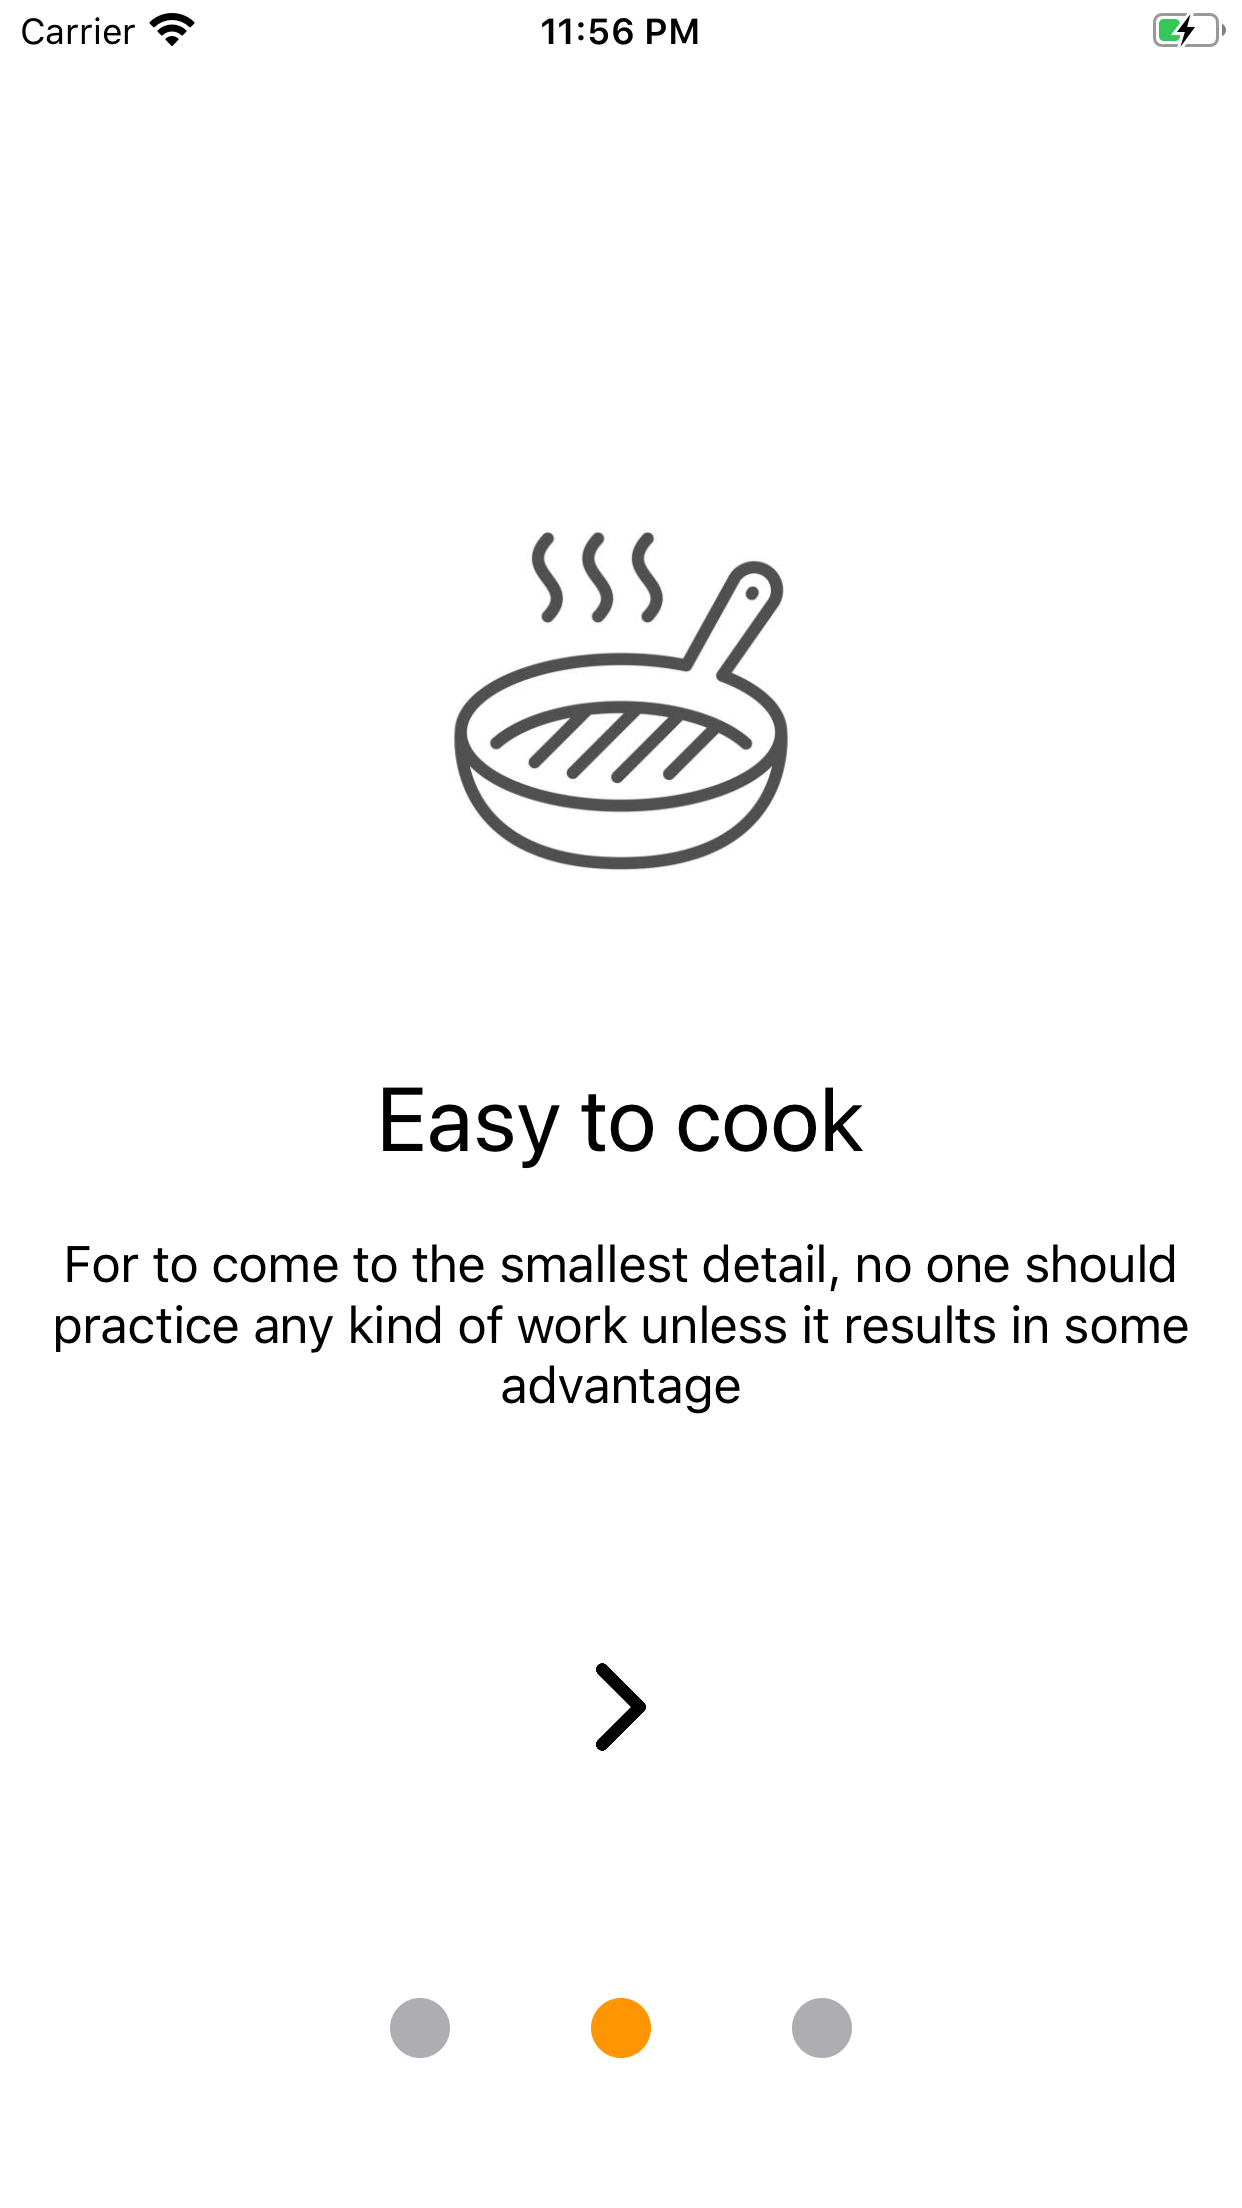 Carrier
11:56 PM
Easy to cook
For to come to the smallest detail, no one should
practice any kind of work unless it results in some
advantage